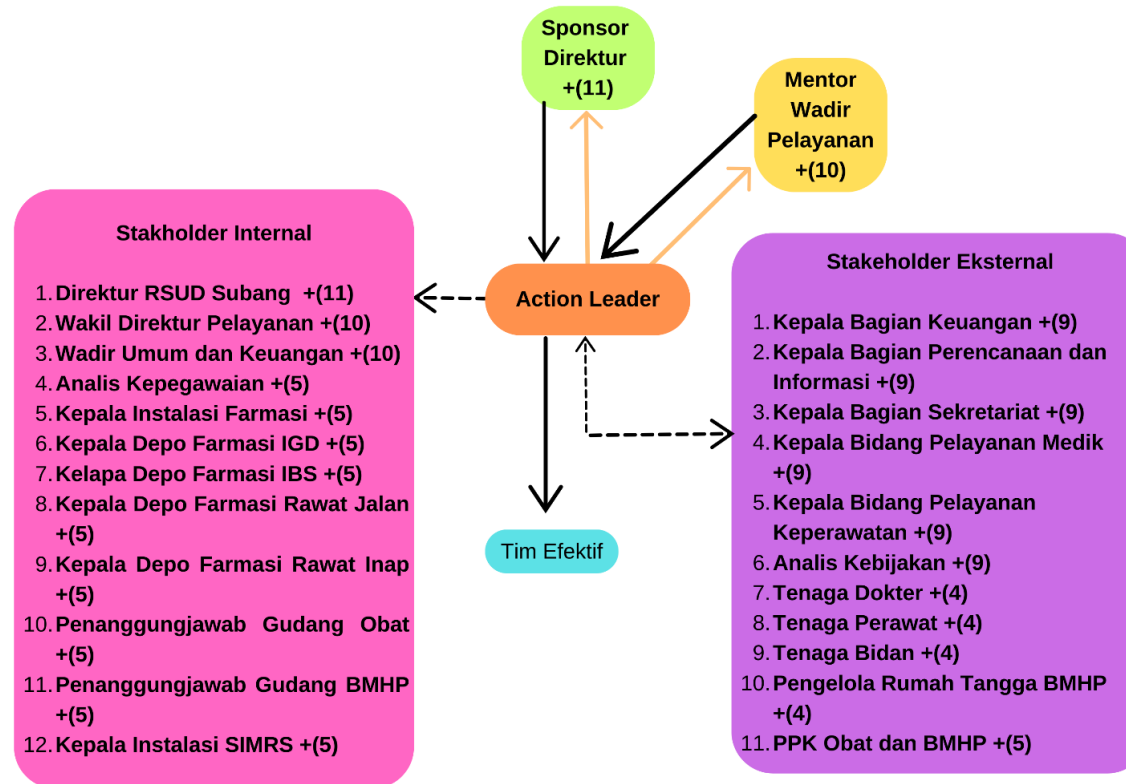 Sponsor
Direktur
+(11)
Mentor
Wadir
Pelayanan
+(10)
Stakholder Internal
1. Direktur RSUD Subang +(11)
2. Wakil Direktur Pelayanan +(10)
3. Wadir Umum dan Keuangan +(10)
4. Analis Kepegawaian +(5)
5. Kepala Instalasi Farmasi +(5)
6. Kepala Depo Farmasi IGD +(5)
7. Kelapa Depo Farmasi IBS +(5)
8. Kepala Depo Farmasi Rawat Jalan
+(5)
9. Kepala Depo Farmasi Rawat Inap
+(5)
10. Penanggungjawab Gudang Obat
+(5)
11. Penanggungjawab Gudang BMHP
+(5)
12. Kepala Instalasi SIMRS +(5)
Action Leader
Tim Efektif
Stakeholder Eksternal
1. Kepala Bagian Keuangan +(9)
2. Kepala Bagian Perencanaan dan
Informasi +(9)
3. Kepala Bagian Sekretariat +(9)
4. Kepala Bidang Pelayanan Medik
+(9)
5. Kepala Bidang Pelayanan
Keperawatan +(9)
6. Analis Kebijakan +(9)
7. Tenaga Dokter +(4)
8. Tenaga Perawat +(4)
9. Tenaga Bidan +(4)
10. Pengelola Rumah Tangga BMHP
+(4)
11. PPK Obat dan BMHP +(5)